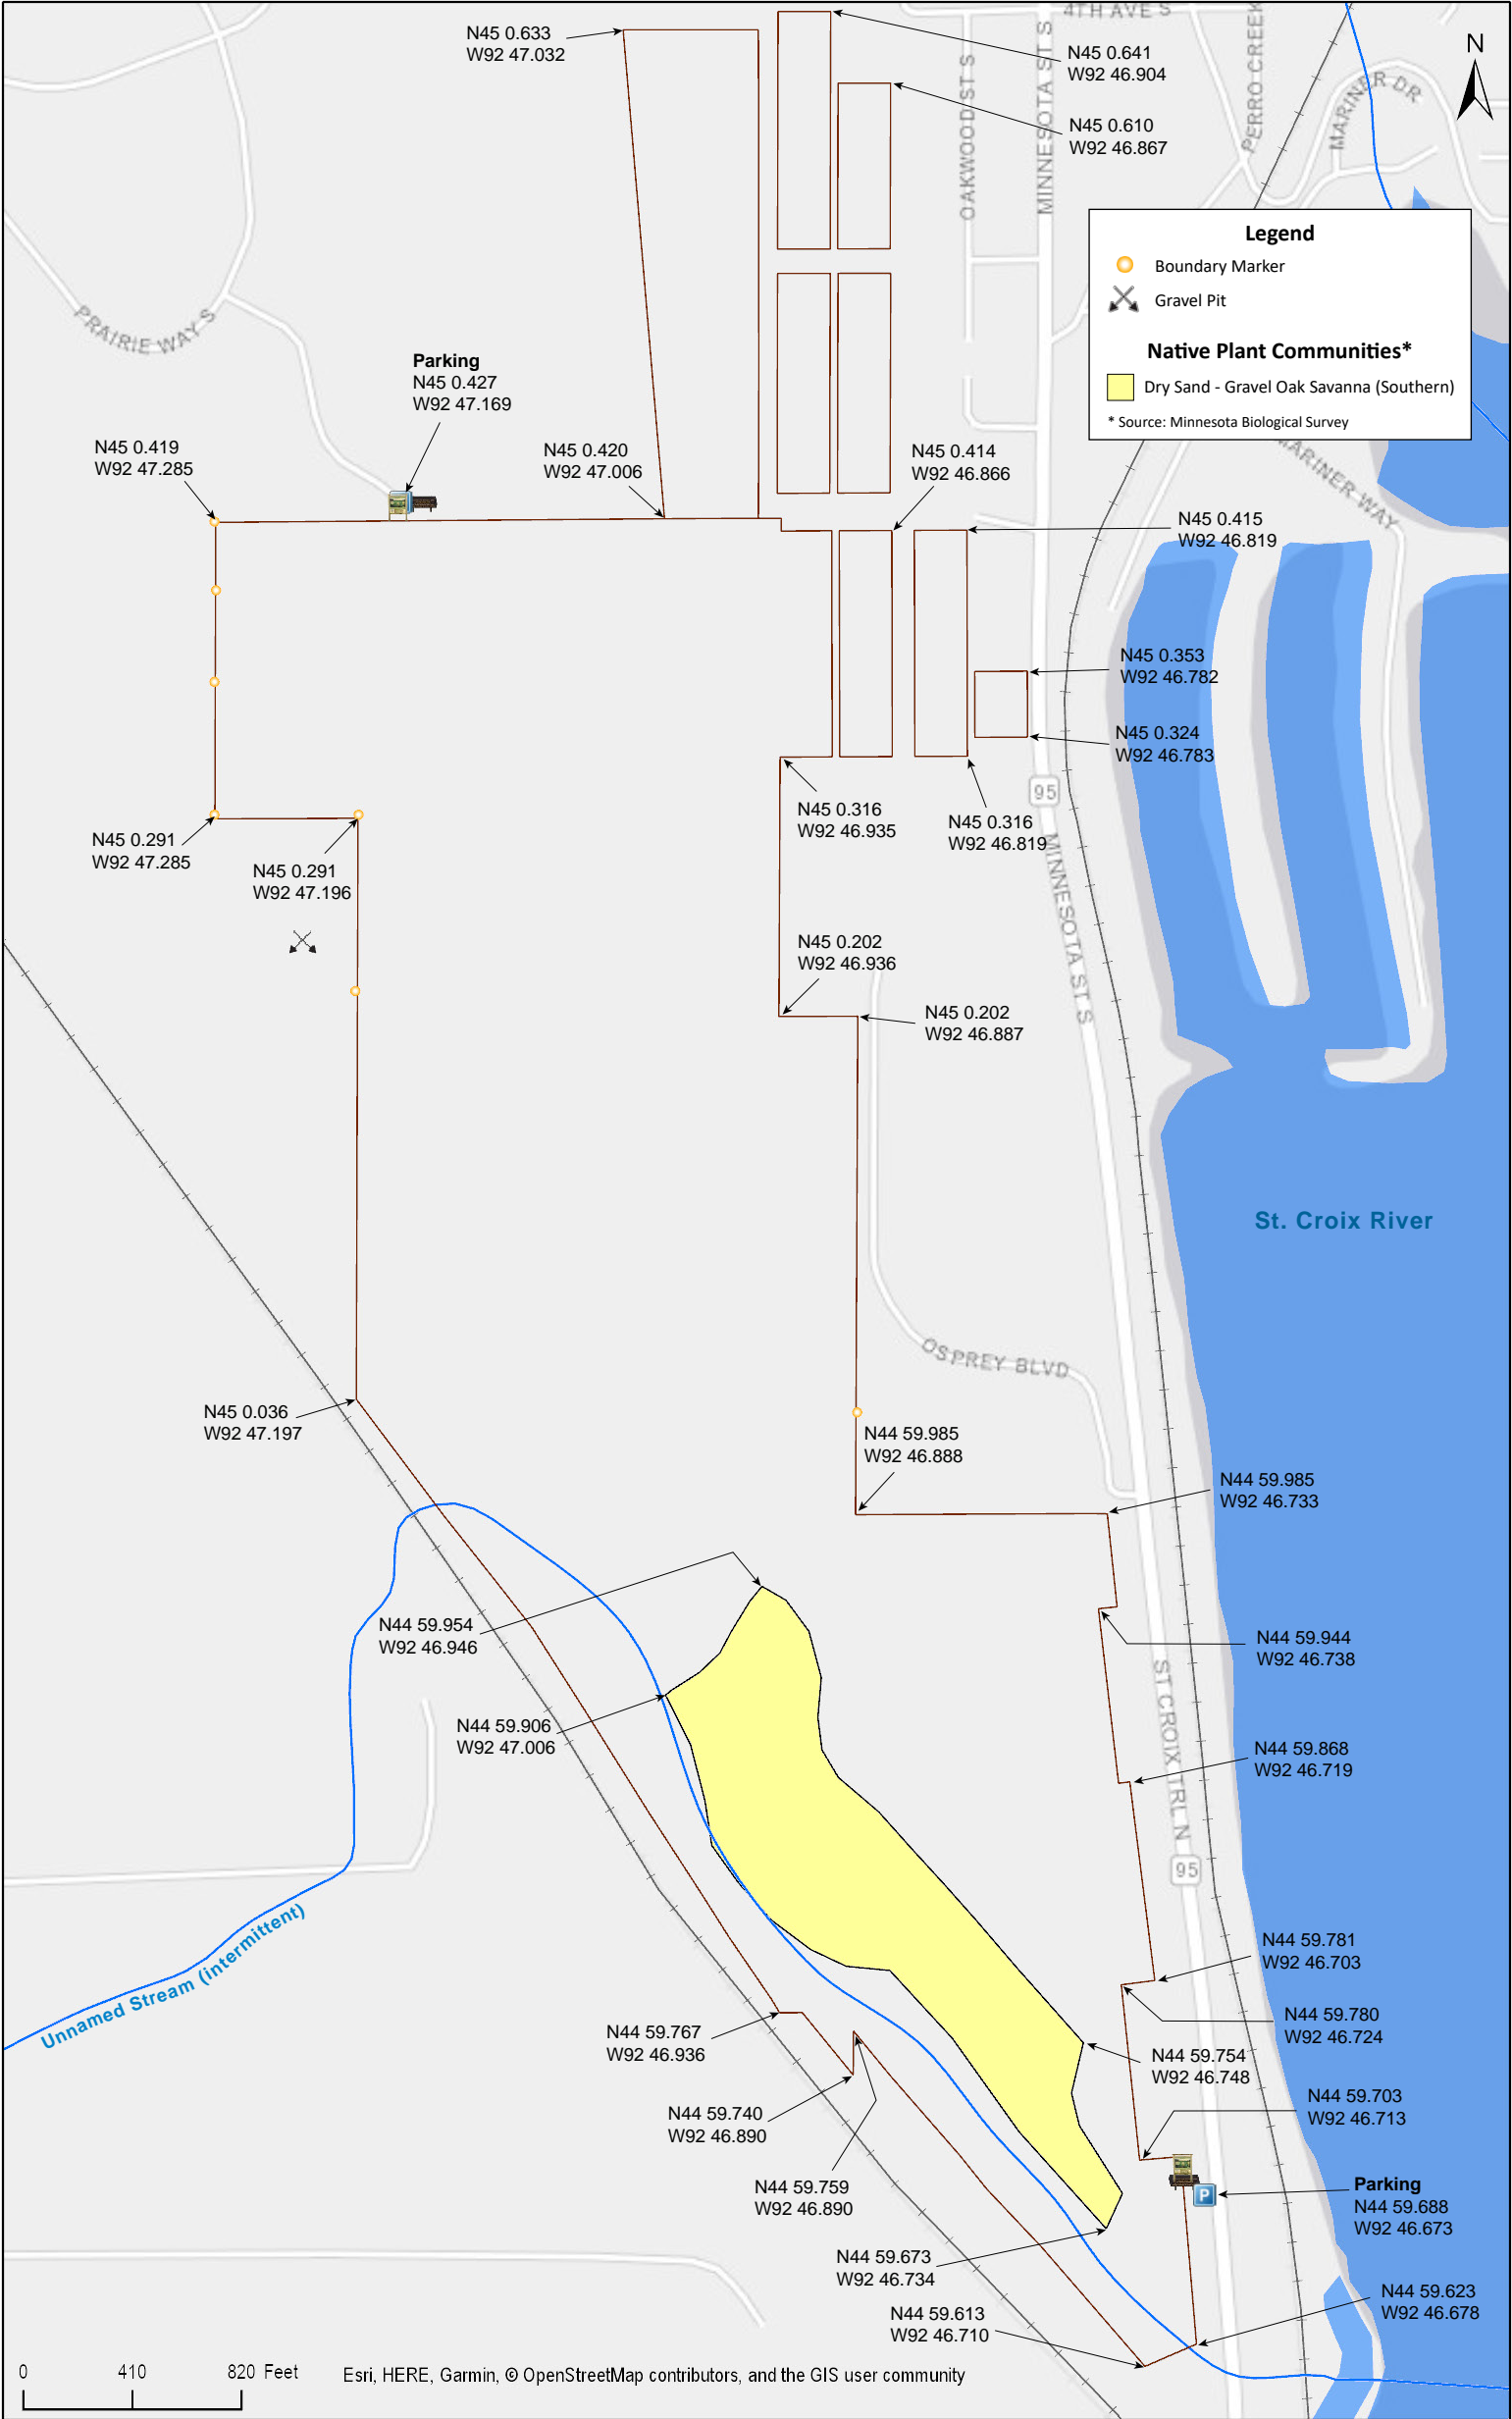 4TH AVE S
N45 0.633
W92 47.032
N45 0.641
W92 46.904
N
N45 0.610
W92 46.867
OAKWOOD ST S
MINNESOTA ST S
PERRO CREEK
MARINER DR
Legend
Boundary Marker
Gravel Pit
Native Plant Communities*
Dry Sand - Gravel Oak Savanna (Southern)
* Source: Minnesota Biological Survey
PRAIRIE WAY S
Parking
N45 0.427
W92 47.169
N45 0.419
W92 47.285
N45 0.420
W92 47.006
N45 0.414
W92 46.866
MARINER WAY
N45 0.415
W92 46.819
N45 0.353
W92 46.782
N45 0.324
W92 46.783
95
N45 0.316
W92 46.935
N45 0.316
W92 46.819
N45 0.291
W92 47.285
N45 0.291
W92 47.196
MINNESOTA ST S
N45 0.202
W92 46.936
N45 0.202
W92 46.887
St. Croix River
OSPREY BLVD
N45 0.036
W92 47.197
N44 59.985
W92 46.888
N44 59.985
W92 46.733
N44 59.954
W92 46.946
N44 59.944
W92 46.738
N44 59.906
W92 47.006
ST CROIX TRL N
N44 59.868
W92 46.719
95
Unnamed Stream (intermittent)
N44 59.781
W92 46.703
N44 59.780
W92 46.724
N44 59.767
W92 46.936
N44 59.754
W92 46.748
N44 59.703
W92 46.713
N44 59.740
W92 46.890
N44 59.759
W92 46.890
P
Parking
N44 59.688
W92 46.673
N44 59.673
W92 46.734
N44 59.623
W92 46.678
N44 59.613
W92 46.710
0 410 820 Feet
Esri, HERE, Garmin, © OpenStreetMap contributors, and the GIS user community